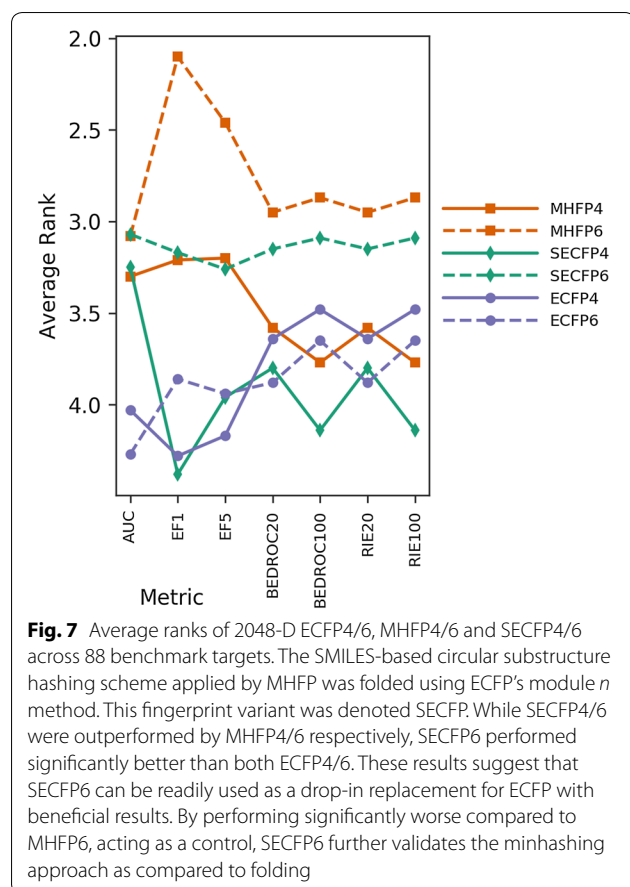 2.0
2.5
3.0
3.5
4.0
Average Rank
AUC
EF1
EF5
BEDROC20
BEDROC100
RIE20
RIE100
Metric
MHFP4
MHFP6
SECFP4
SECFP6
ECFP4
ECFP6
Fig. 7 Average ranks of 2048-D ECFP4/6, MHFP4/6 and SECFP4/6
across 88 benchmark targets. The SMILES-based circular substructure
hashing scheme applied by MHFP was folded using ECFP's module n
method. This fingerprint variant was denoted SECFP. While SECFP4/6
were outperformed by MHFP4/6 respectively, SECFP6 performed
significantly better than both ECFP4/6. These results suggest that
SECFP6 can be readily used as a drop-in replacement for ECFP with
beneficial results. By performing significantly worse compared to
MHFP6, acting as a control, SECFP6 further validates the minhashing
approach as compared to folding